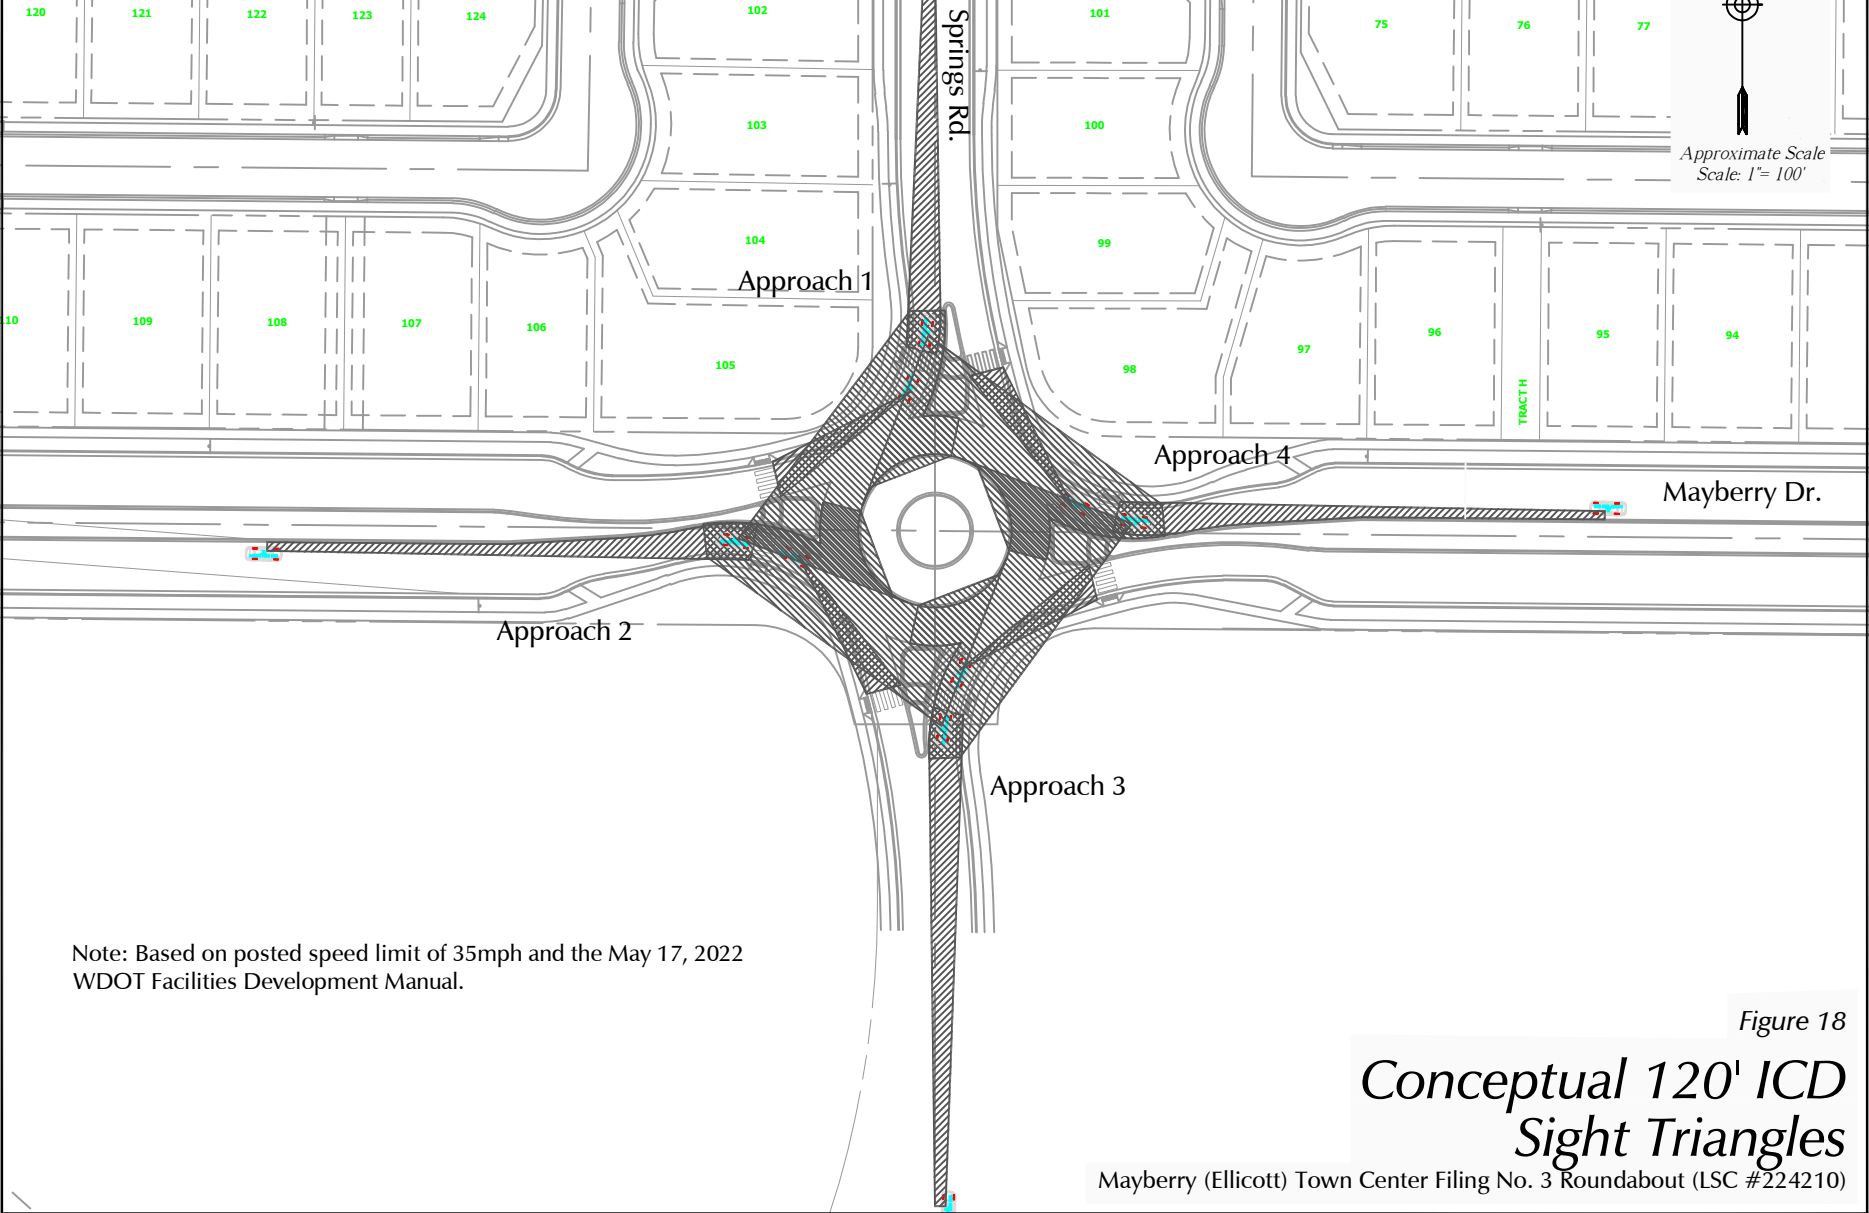 120
121
122
123
124
102
101
75
76
77
Springs Rd.
103
100
Approximate Scale
Scale: 1"= 100'
104
99
Approach 1
110
109
108
107
106
105
98
97
96
95
94
TRACT H
Approach 4
Mayberry Dr.
Approach 2
Approach 3
Note: Based on posted speed limit of 35mph and the May 17, 2022
WDOT Facilities Development Manual.
Figure 18
Conceptual 120' ICD
Sight Triangles
Mayberry (Ellicott) Town Center Filing No. 3 Roundabout (LSC #224210)